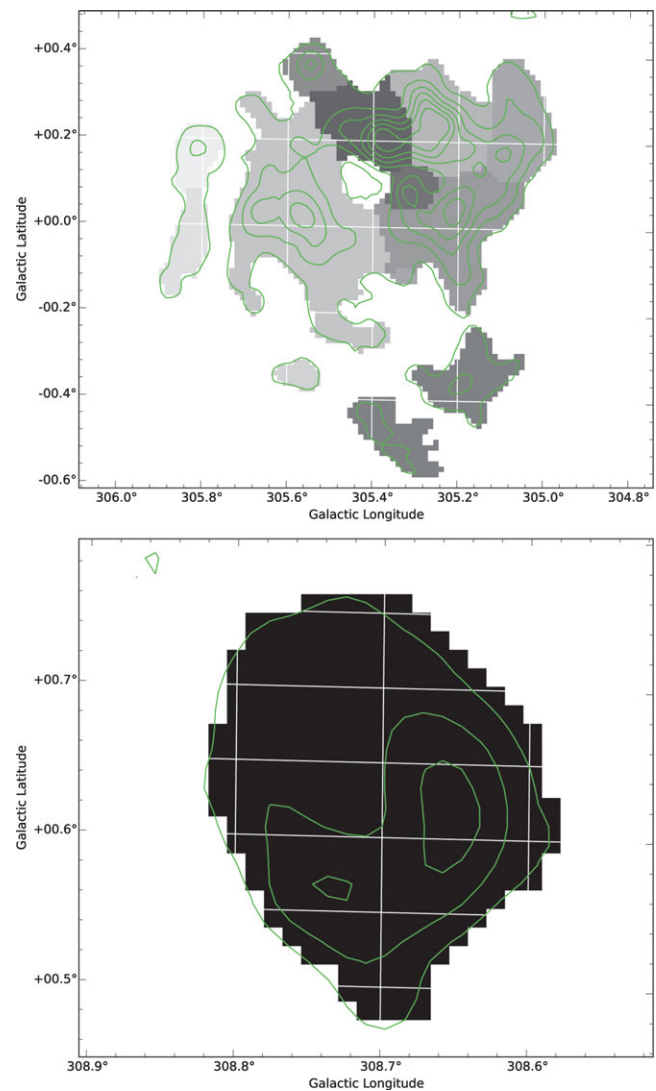 +00.4°
+00.2°
+00.0°
-00.2°
-00.4°
-00.6°
Galactic Latitude
306.0° 305.8° 305.6° 305.4° 305.2° 305.0° 304.8°
Galactic Longitude
+00.7°
+00.6°
+00.5°
Galactic Latitude
308.9° 308.8° 308.7° 308.6°
Galactic Longitude